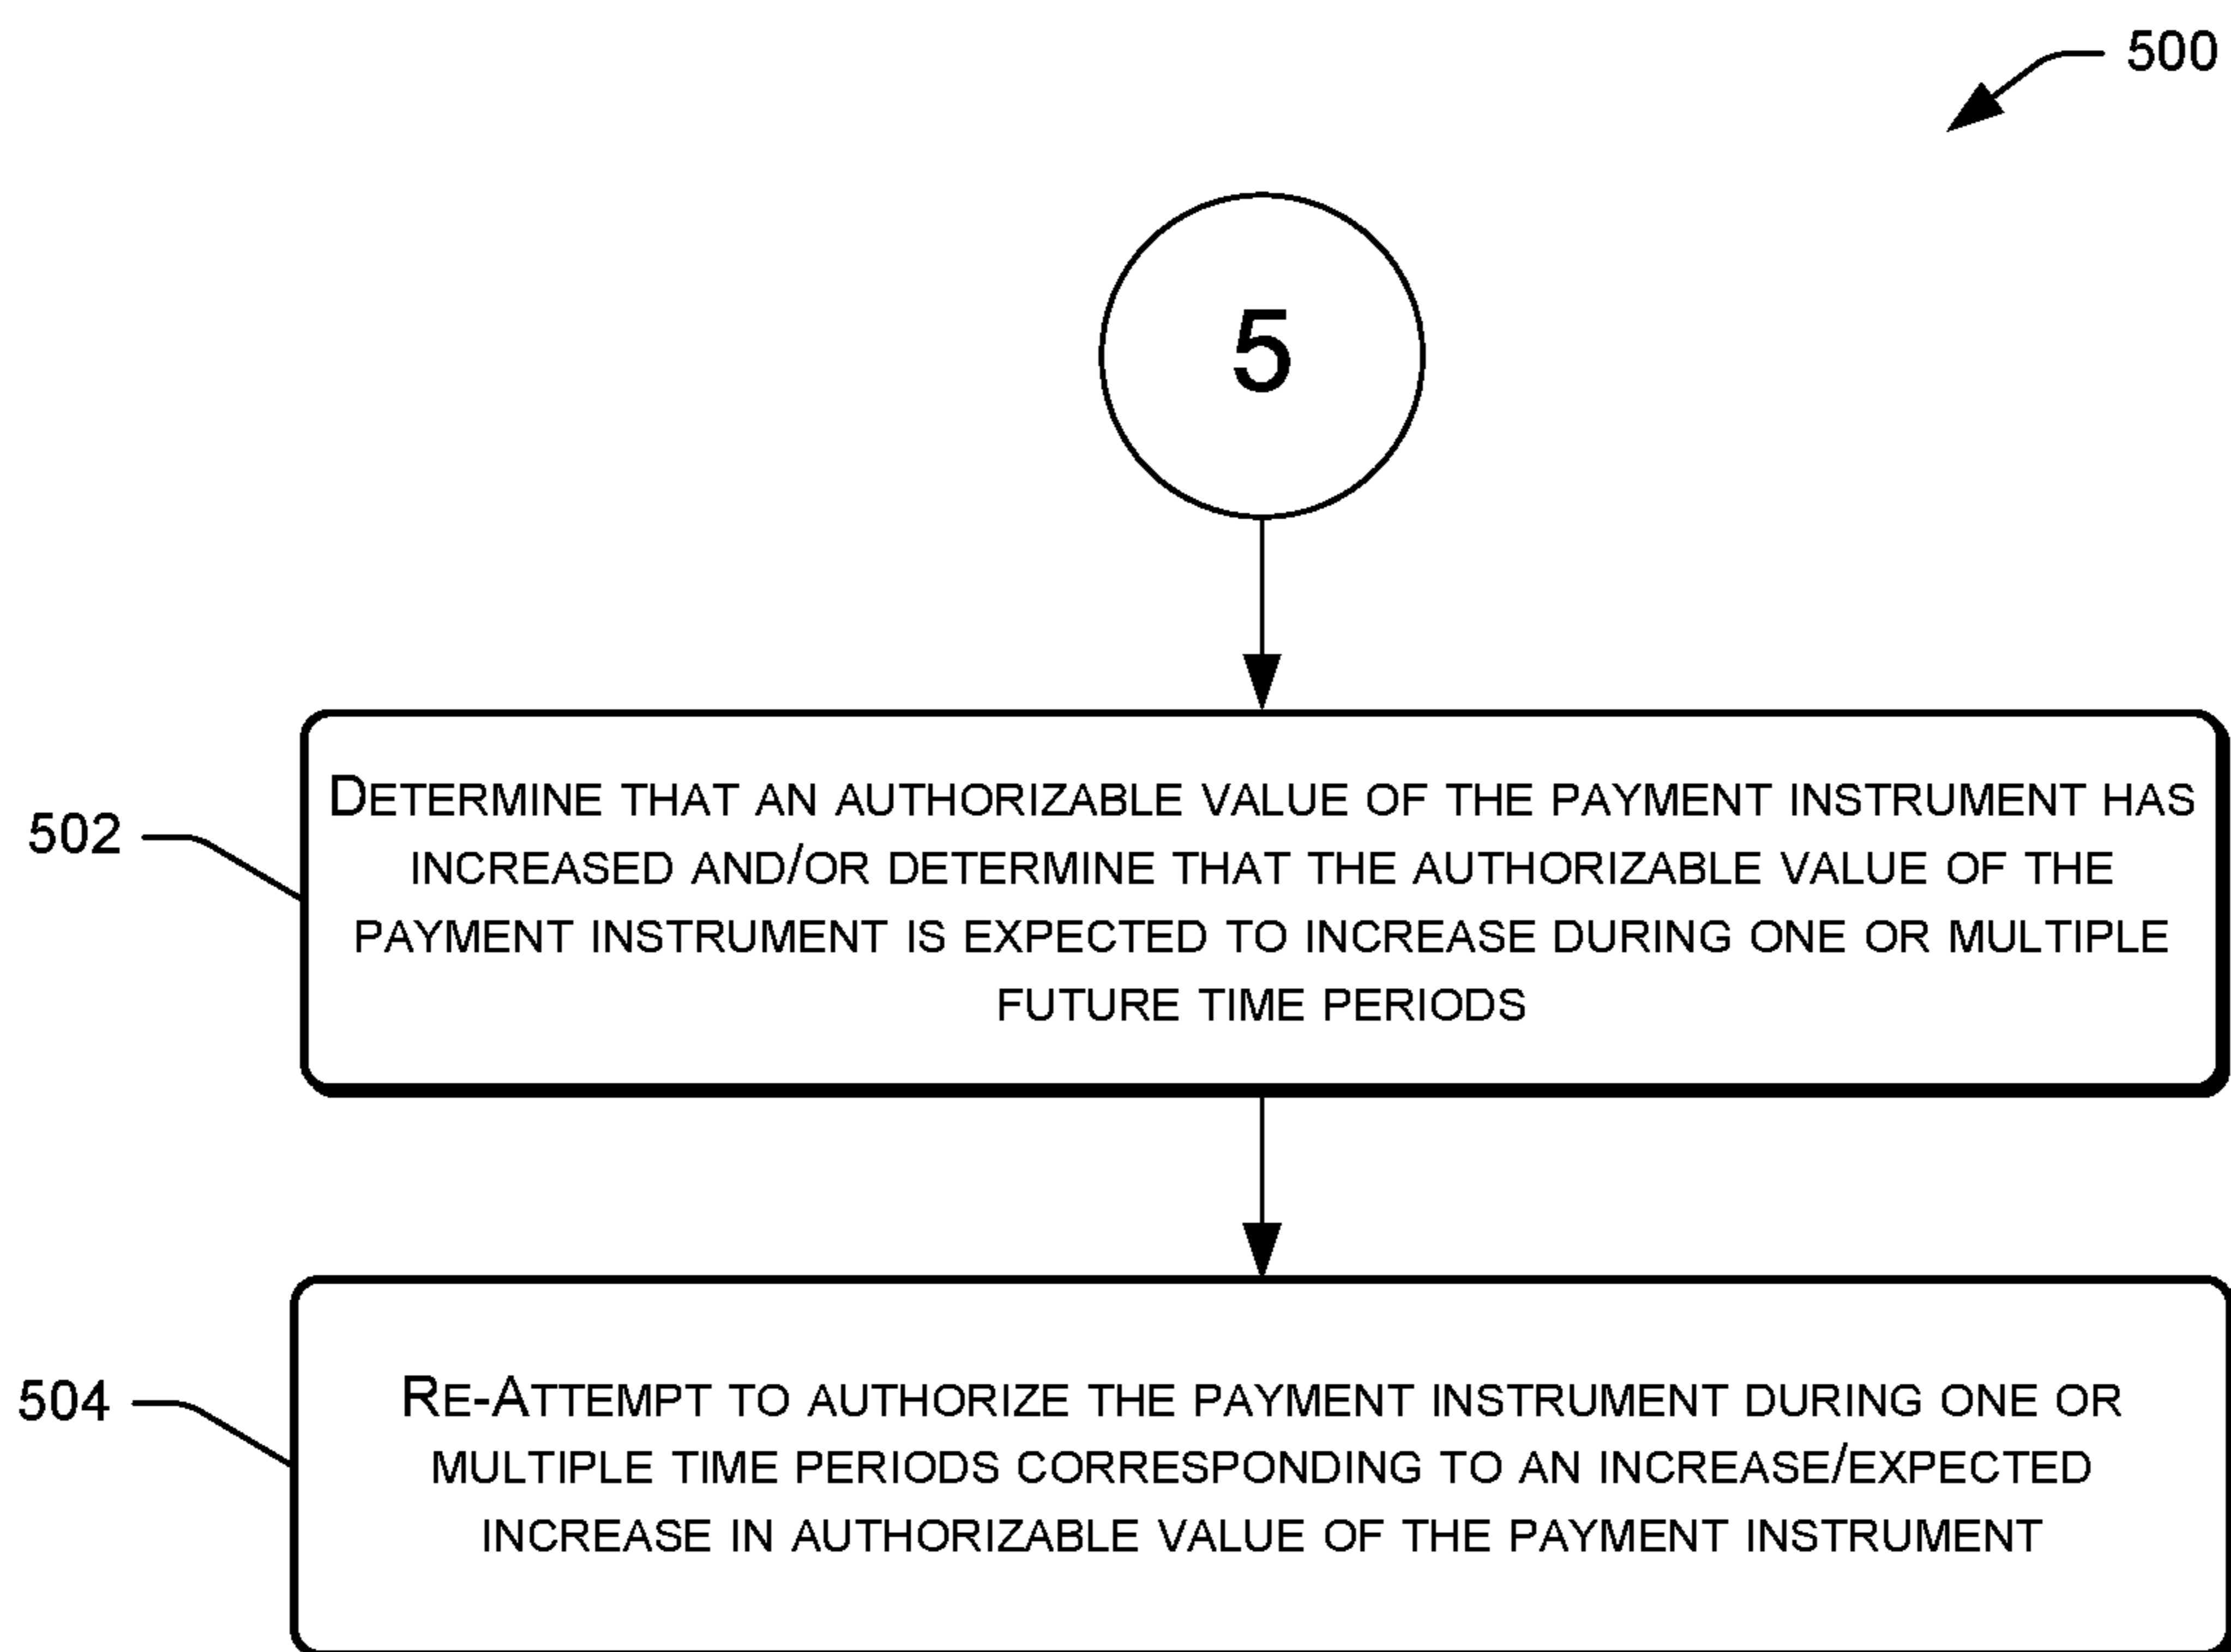 500
5
502
DETERMINE THAT AN AUTHORIZABLE VALUE OF THE PAYMENT INSTRUMENT HAS
INCREASED AND/OR DETERMINE THAT THE AUTHORIZABLE VALUE OF THE
PAYMENT INSTRUMENT IS EXPECTED TO INCREASE DURING ONE OR MULTIPLE
FUTURE TIME PERIODS
504
RE-ATTEMPT TO AUTHORIZE THE PAYMENT INSTRUMENT DURING ONE OR
MULTIPLE TIME PERIODS CORRESPONDING TO AN INCREASE/EXPECTED
INCREASE IN AUTHORIZABLE VALUE OF THE PAYMENT INSTRUMENT